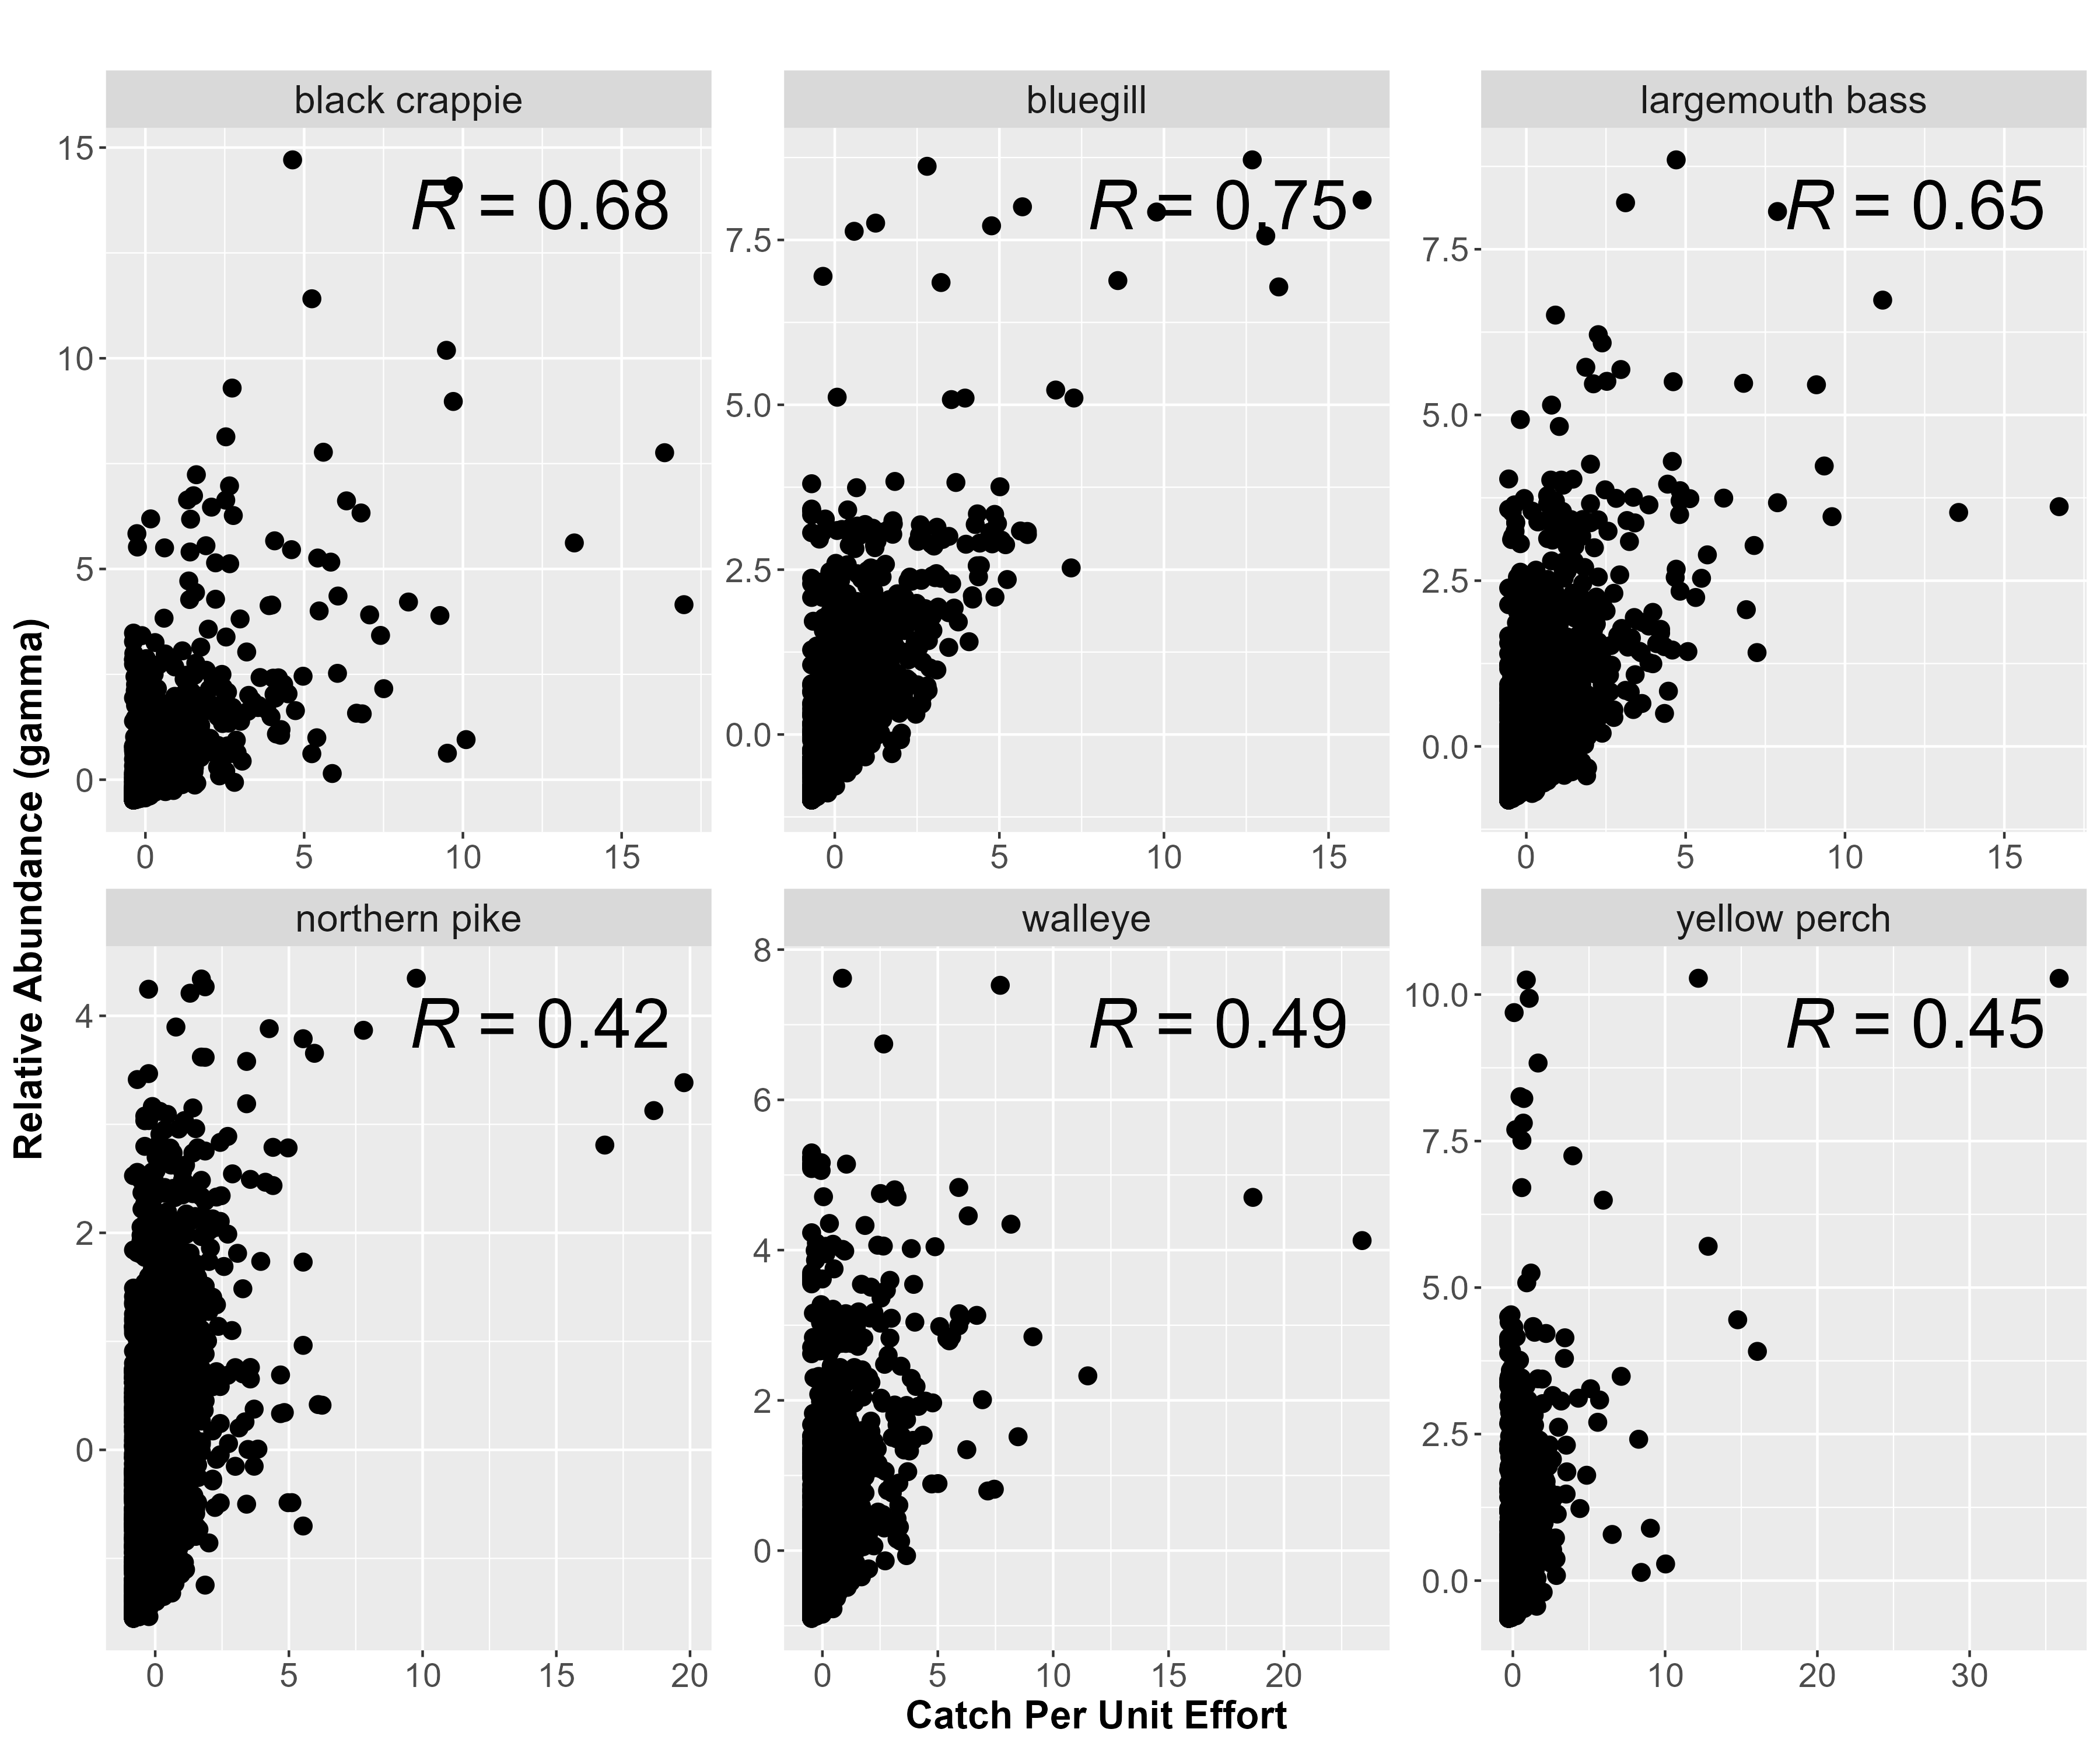 black crappie
bluegill
largemouth bass
R = 0.68
R = 0.75
R = 0.65
15
10
5
0
7.5
5.0
2.5
0.0
7.5
5.0
2.5
0.0
0 5 10 15
0 5 10 15
0 5 10 15
northern pike
walleye
yellow perch
R = 0.42
R = 0.49
R = 0.45
4
2
0
8
6
4
2
0
10.0
7.5
5.0
2.5
0.0
0 5 10 15 20
0 5 10 15 20
0 10 20 30
Relative Abundance (gamma)
Catch Per Unit Effort